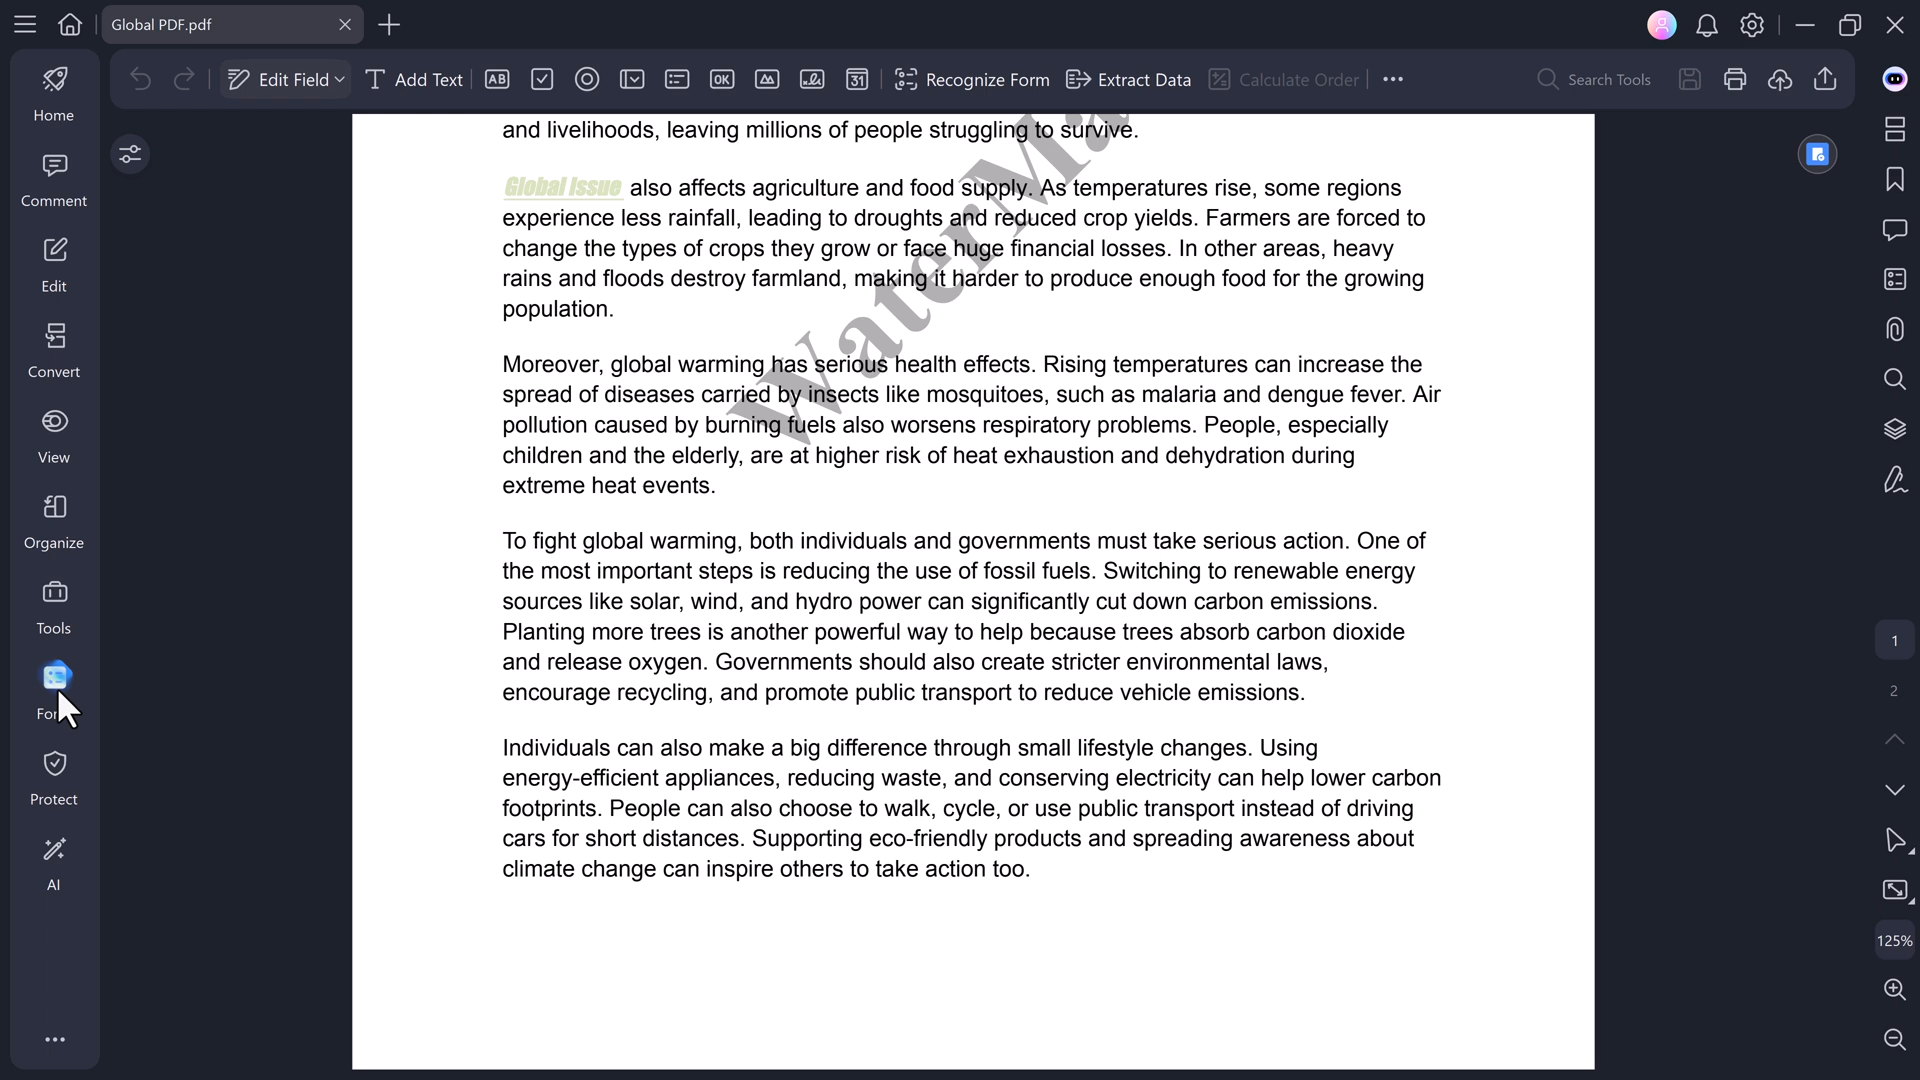 Global PDF.pdf
Edit Field
Add Text
AB
OK
31
Recognize Form
Extract Data
Calculate Order
Search Tools
Home
Comment
Edit
Convert
View
Organize
Tools
Protect
AI
and livelihoods, leaving millions of people struggling to survive.
Global Issue also affects agriculture and food supply. As temperatures rise, some regions
experience less rainfall, leading to droughts and reduced crop yields. Farmers are forced to
change the types of crops they grow or face huge financial losses. In other areas, heavy
rains and floods destroy farmland, making it harder to produce enough food for the growing
population.
Moreover, global warming has serious health effects. Rising temperatures can increase the
spread of diseases carried by insects like mosquitoes, such as malaria and dengue fever. Air
pollution caused by burning fuels also worsens respiratory problems. People, especially
children and the elderly, are at higher risk of heat exhaustion and dehydration during
extreme heat events.
To fight global warming, both individuals and governments must take serious action. One of
the most important steps is reducing the use of fossil fuels. Switching to renewable energy
sources like solar, wind, and hydro power can significantly cut down carbon emissions.
Planting more trees is another powerful way to help because trees absorb carbon dioxide
and release oxygen. Governments should also create stricter environmental laws,
encourage recycling, and promote public transport to reduce vehicle emissions.
Individuals can also make a big difference through small lifestyle changes. Using
energy-efficient appliances, reducing waste, and conserving electricity can help lower carbon
footprints. People can also choose to walk, cycle, or use public transport instead of driving
cars for short distances. Supporting eco-friendly products and spreading awareness about
climate change can inspire others to take action too.
WaterMa
1
2
125%